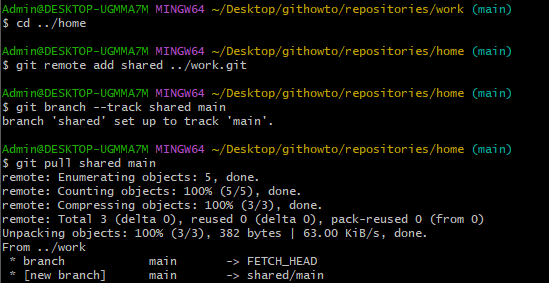 Admin@DESKTOP-UGMMA7M MINGW64 ~/Desktop/githowto/repositories/work (main)
$ cd ../home
Admin@DESKTOP-UGMMA7M MINGW64 ~/Desktop/githowto/repositories/home (main)
$ git remote add shared ../work.git
Admin@DESKTOP-UGMMA7M MINGW64 ~/Desktop/githowto/repositories/home (main)
$ git branch --track shared main
branch 'shared' set up to track 'main'.
Admin@DESKTOP-UGMMA7M MINGW64 ~/Desktop/githowto/repositories/home (main)
$ git pull shared main
remote: Enumerating objects: 5, done.
remote: Counting objects: 100% (5/5), done.
remote: Compressing objects: 100% (3/3), done.
remote: Total 3 (delta 0), reused 0 (delta 0), pack-reused 0 (from 0)
Unpacking objects: 100% (3/3), 382 bytes | 63.00 KiB/s, done.
From ../work
 * branch            main       -> FETCH_HEAD
 * [new branch]      main       -> shared/main